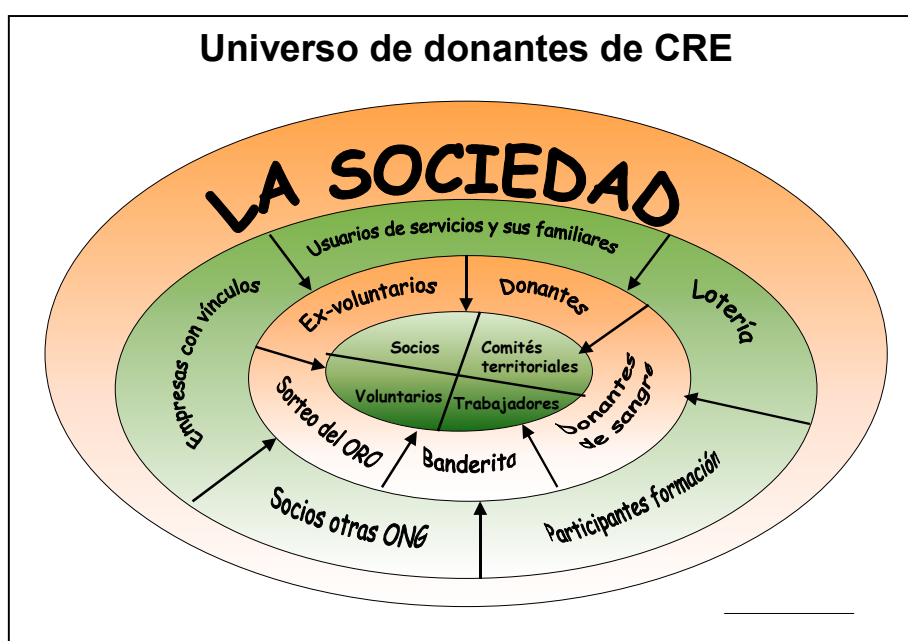 Universo de donantes de CRE
LA SOCIEDAD
Usuarios de servicios y sus familiares
Empresas con vínculos
Lotería
Ex-voluntarios
Donantes
Socios
Comités
territoriales
Voluntarios
Trabajadores
Sorteo del ORO
Banderita
Donantes
de sangre
Socios otras ONG
Participantes formación